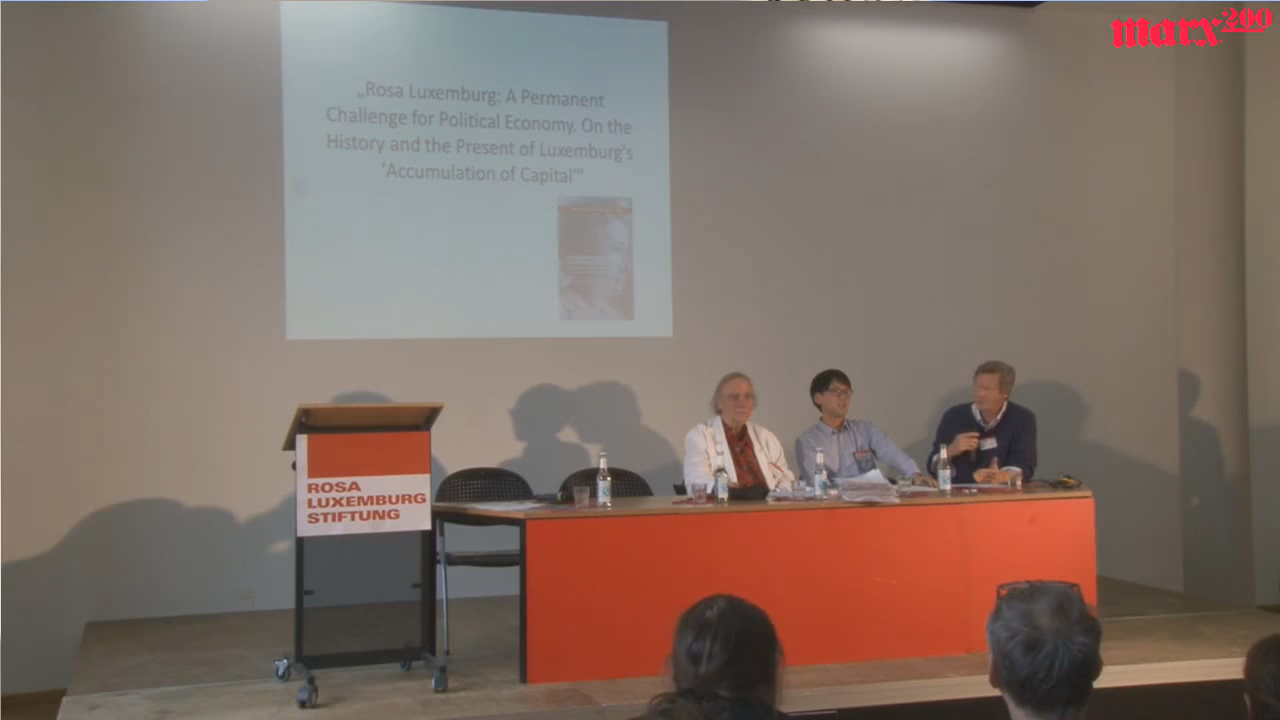 marx200
„Rosa Luxemburg: A Permanent
Challenge for Political Economy. On the
History and the Present of Luxemburg's
'Accumulation of Capital'"
ROSA
LUXEMBURG
STIFTUNG